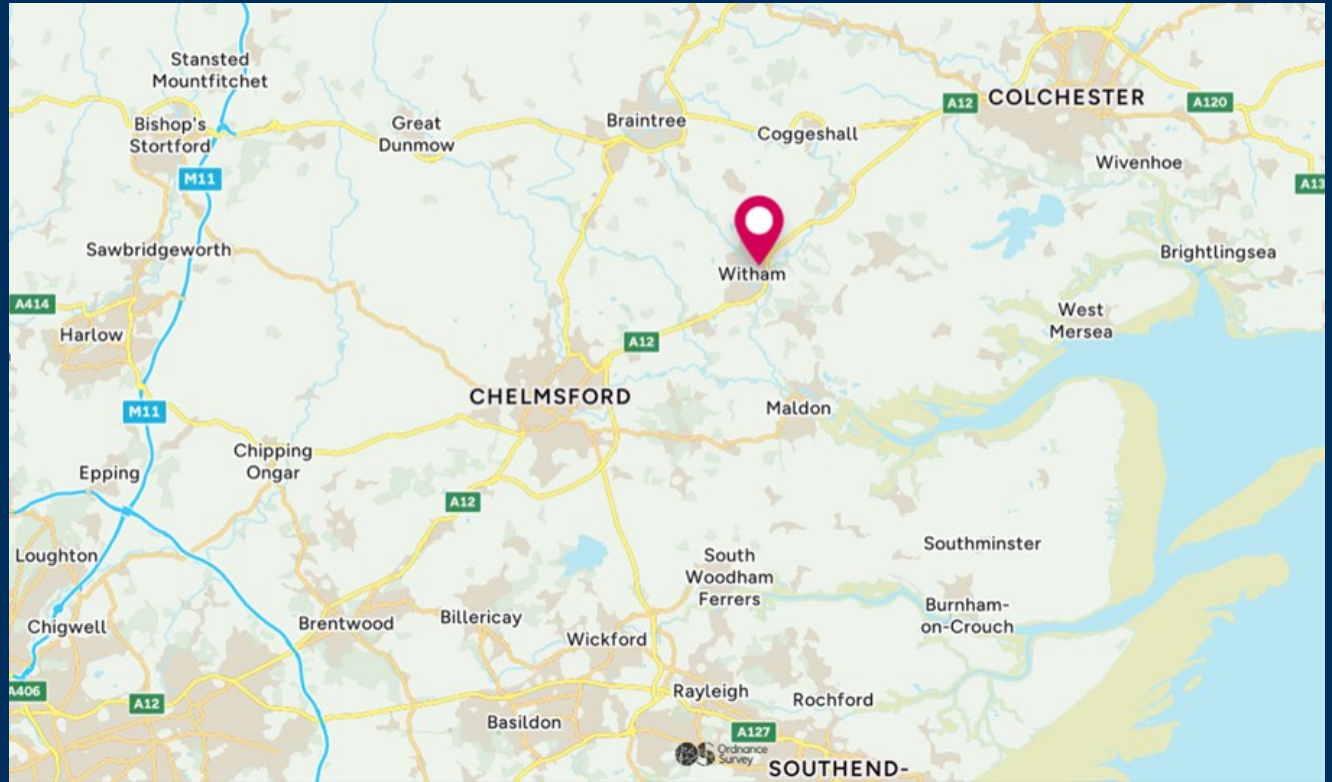 Stansted
Mountfitchet
COLCHESTER
A12
A120
Bishop's
Stortford
Great
Dunmow
Braintree
Coggeshall
Wivenhoe
M11
A13
Sawbridgeworth
Witham
Brightlingsea
A414
Harlow
West
Mersea
A12
CHELMSFORD
M11
Maldon
Chipping
Ongar
Epping
A12
Loughton
South
Woodham
Ferrers
Southminster
Chigwell
Brentwood
Billericay
Wickford
Burnham-
on-Crouch
A406
A12
Rayleigh
Rochford
Basildon
A127
OS
Ordnance
Survey
SOUTHEND-